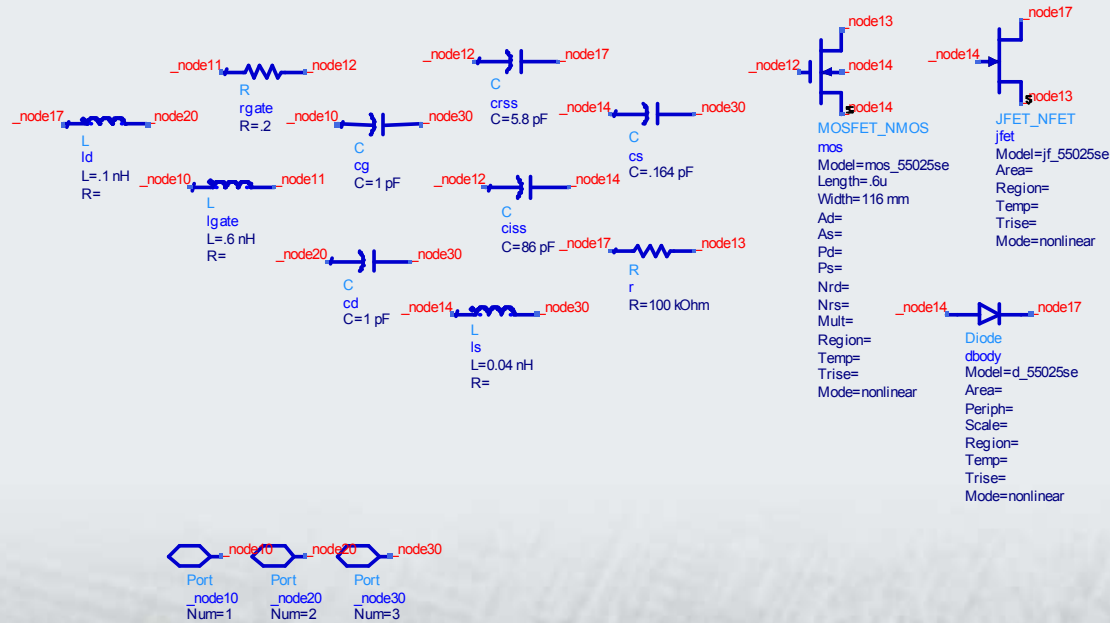 _node11
_node12
R
rgate
R=.2
_node12
_node17
C
crss
C=5.8 pF
_node17
_node20
L
ld
L=.1 nH
R=
_node10
_node30
C
cg
C=1 pF
_node14
_node30
C
cs
C=.164 pF
_node10
_node11
L
lgate
L=.6 nH
R=
_node12
_node14
C
ciss
C=86 pF
_node20
_node30
C
cd
C=1 pF
_node17
_node13
R
r
R=100 kOhm
_node14
_node30
L
ls
L=0.04 nH
R=
_node13
_node12
_node14
S
_node14
MOSFET_NMOS
mos
Model=mos_55025se
Length=.6u
Width=116 mm
Ad=
As=
Pd=
Ps=
Nrd=
Nrs=
Mult=
Region=
Temp=
Trise=
Mode=nonlinear
_node17
_node14
S
_node13
JFET_NFET
jfet
Model=jf_55025se
Area=
Region=
Temp=
Trise=
Mode=nonlinear
_node14
_node17
Diode
dbody
Model=d_55025se
Area=
Periph=
Scale=
Region=
Temp=
Trise=
Mode=nonlinear
_node10
Port
_node10
Num=1
_node20
Port
_node20
Num=2
_node30
Port
_node30
Num=3